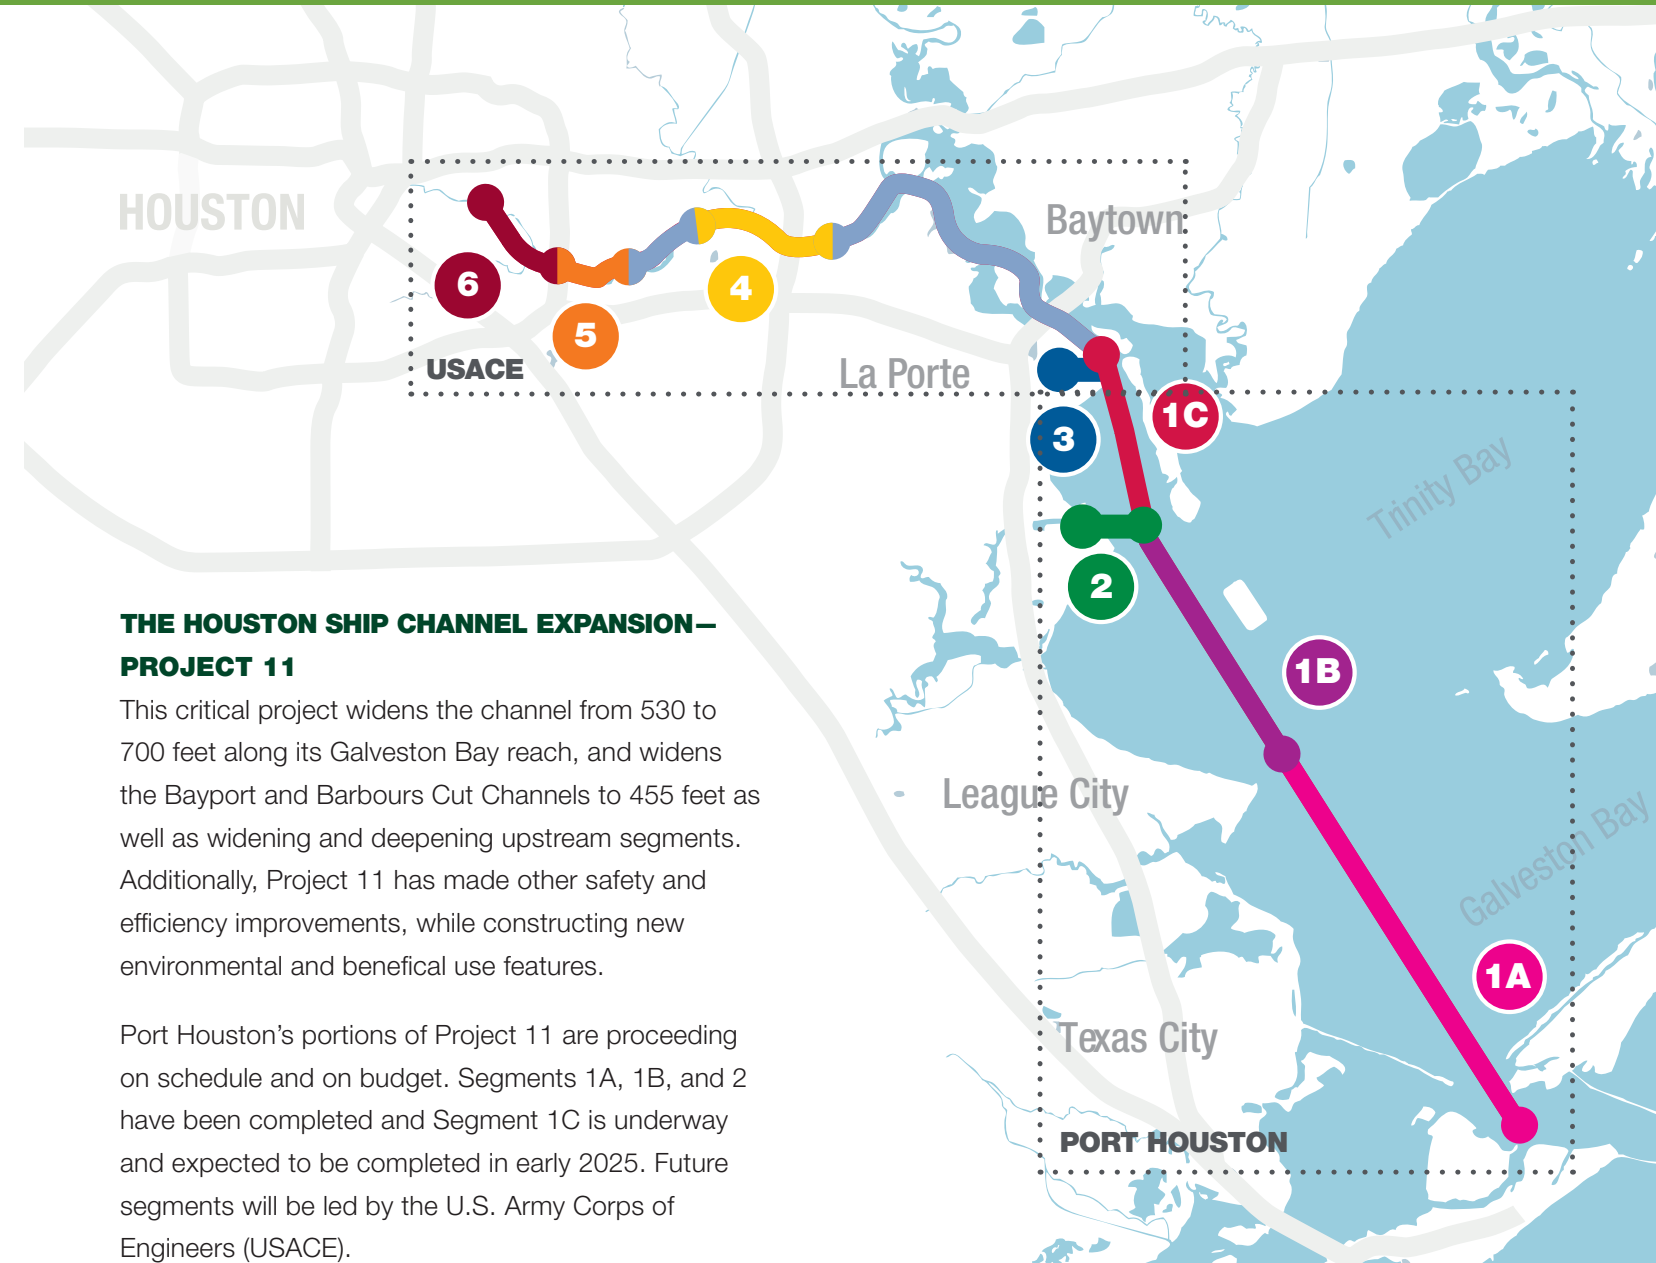 HOUSTON
Baytown
6
4
5
USACE
La Porte
1C
3
Trinity Bay
2
THE HOUSTON SHIP CHANNEL EXPANSION—
PROJECT 11
This critical project widens the channel from 530 to
700 feet along its Galveston Bay reach, and widens
the Bayport and Barbours Cut Channels to 455 feet as
well as widening and deepening upstream segments.
Additionally, Project 11 has made other safety and
efficiency improvements, while constructing new
environmental and benefical use features.
Port Houston’s portions of Project 11 are proceeding
on schedule and on budget. Segments 1A, 1B, and 2
have been completed and Segment 1C is underway
and expected to be completed in early 2025. Future
segments will be led by the U.S. Army Corps of
Engineers (USACE).
1B
League City
Galveston Bay
1A
Texas City
PORT HOUSTON